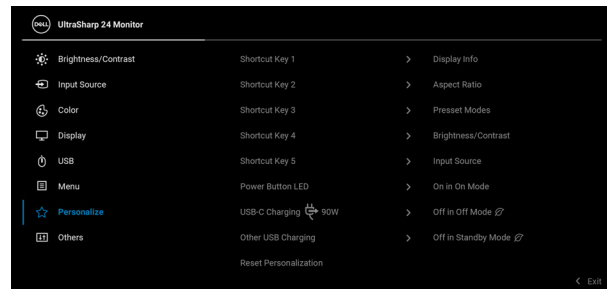 DELL UltraSharp 24 Monitor
Brightness/Contrast Shortcut Key 1 > Display Info
Input Source Shortcut Key 2 > Aspect Ratio
Color Shortcut Key 3 > Presset Modes
Display Shortcut Key 4 > Brightness/Contrast
USB Shortcut Key 5 > Input Source
Menu Power Button LED > On in On Mode
Personalize USB-C Charging 90W > Off in Off Mode
Others Other USB Charging > Off in Standby Mode
Reset Personalization
< Exit